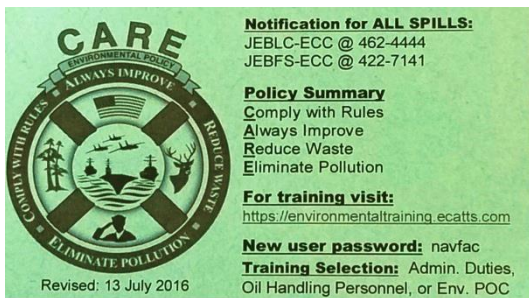 CARE
ENVIRONMENTAL POLICY
ALWAYS IMPROVE
COMPLY WITH RULES
REDUCE WASTE
ELIMINATE POLLUTION
Revised: 13 July 2016
Notification for ALL SPILLS:
JEBLC-ECC @ 462-4444
JEBFS-ECC @ 422-7141
Policy Summary
Comply with Rules
Always Improve
Reduce Waste
Eliminate Pollution
For training visit:
https://environmentaltraining.ecatts.com
New user password: navfac
Training Selection: Admin. Duties,
Oil Handling Personnel, or Env. POC